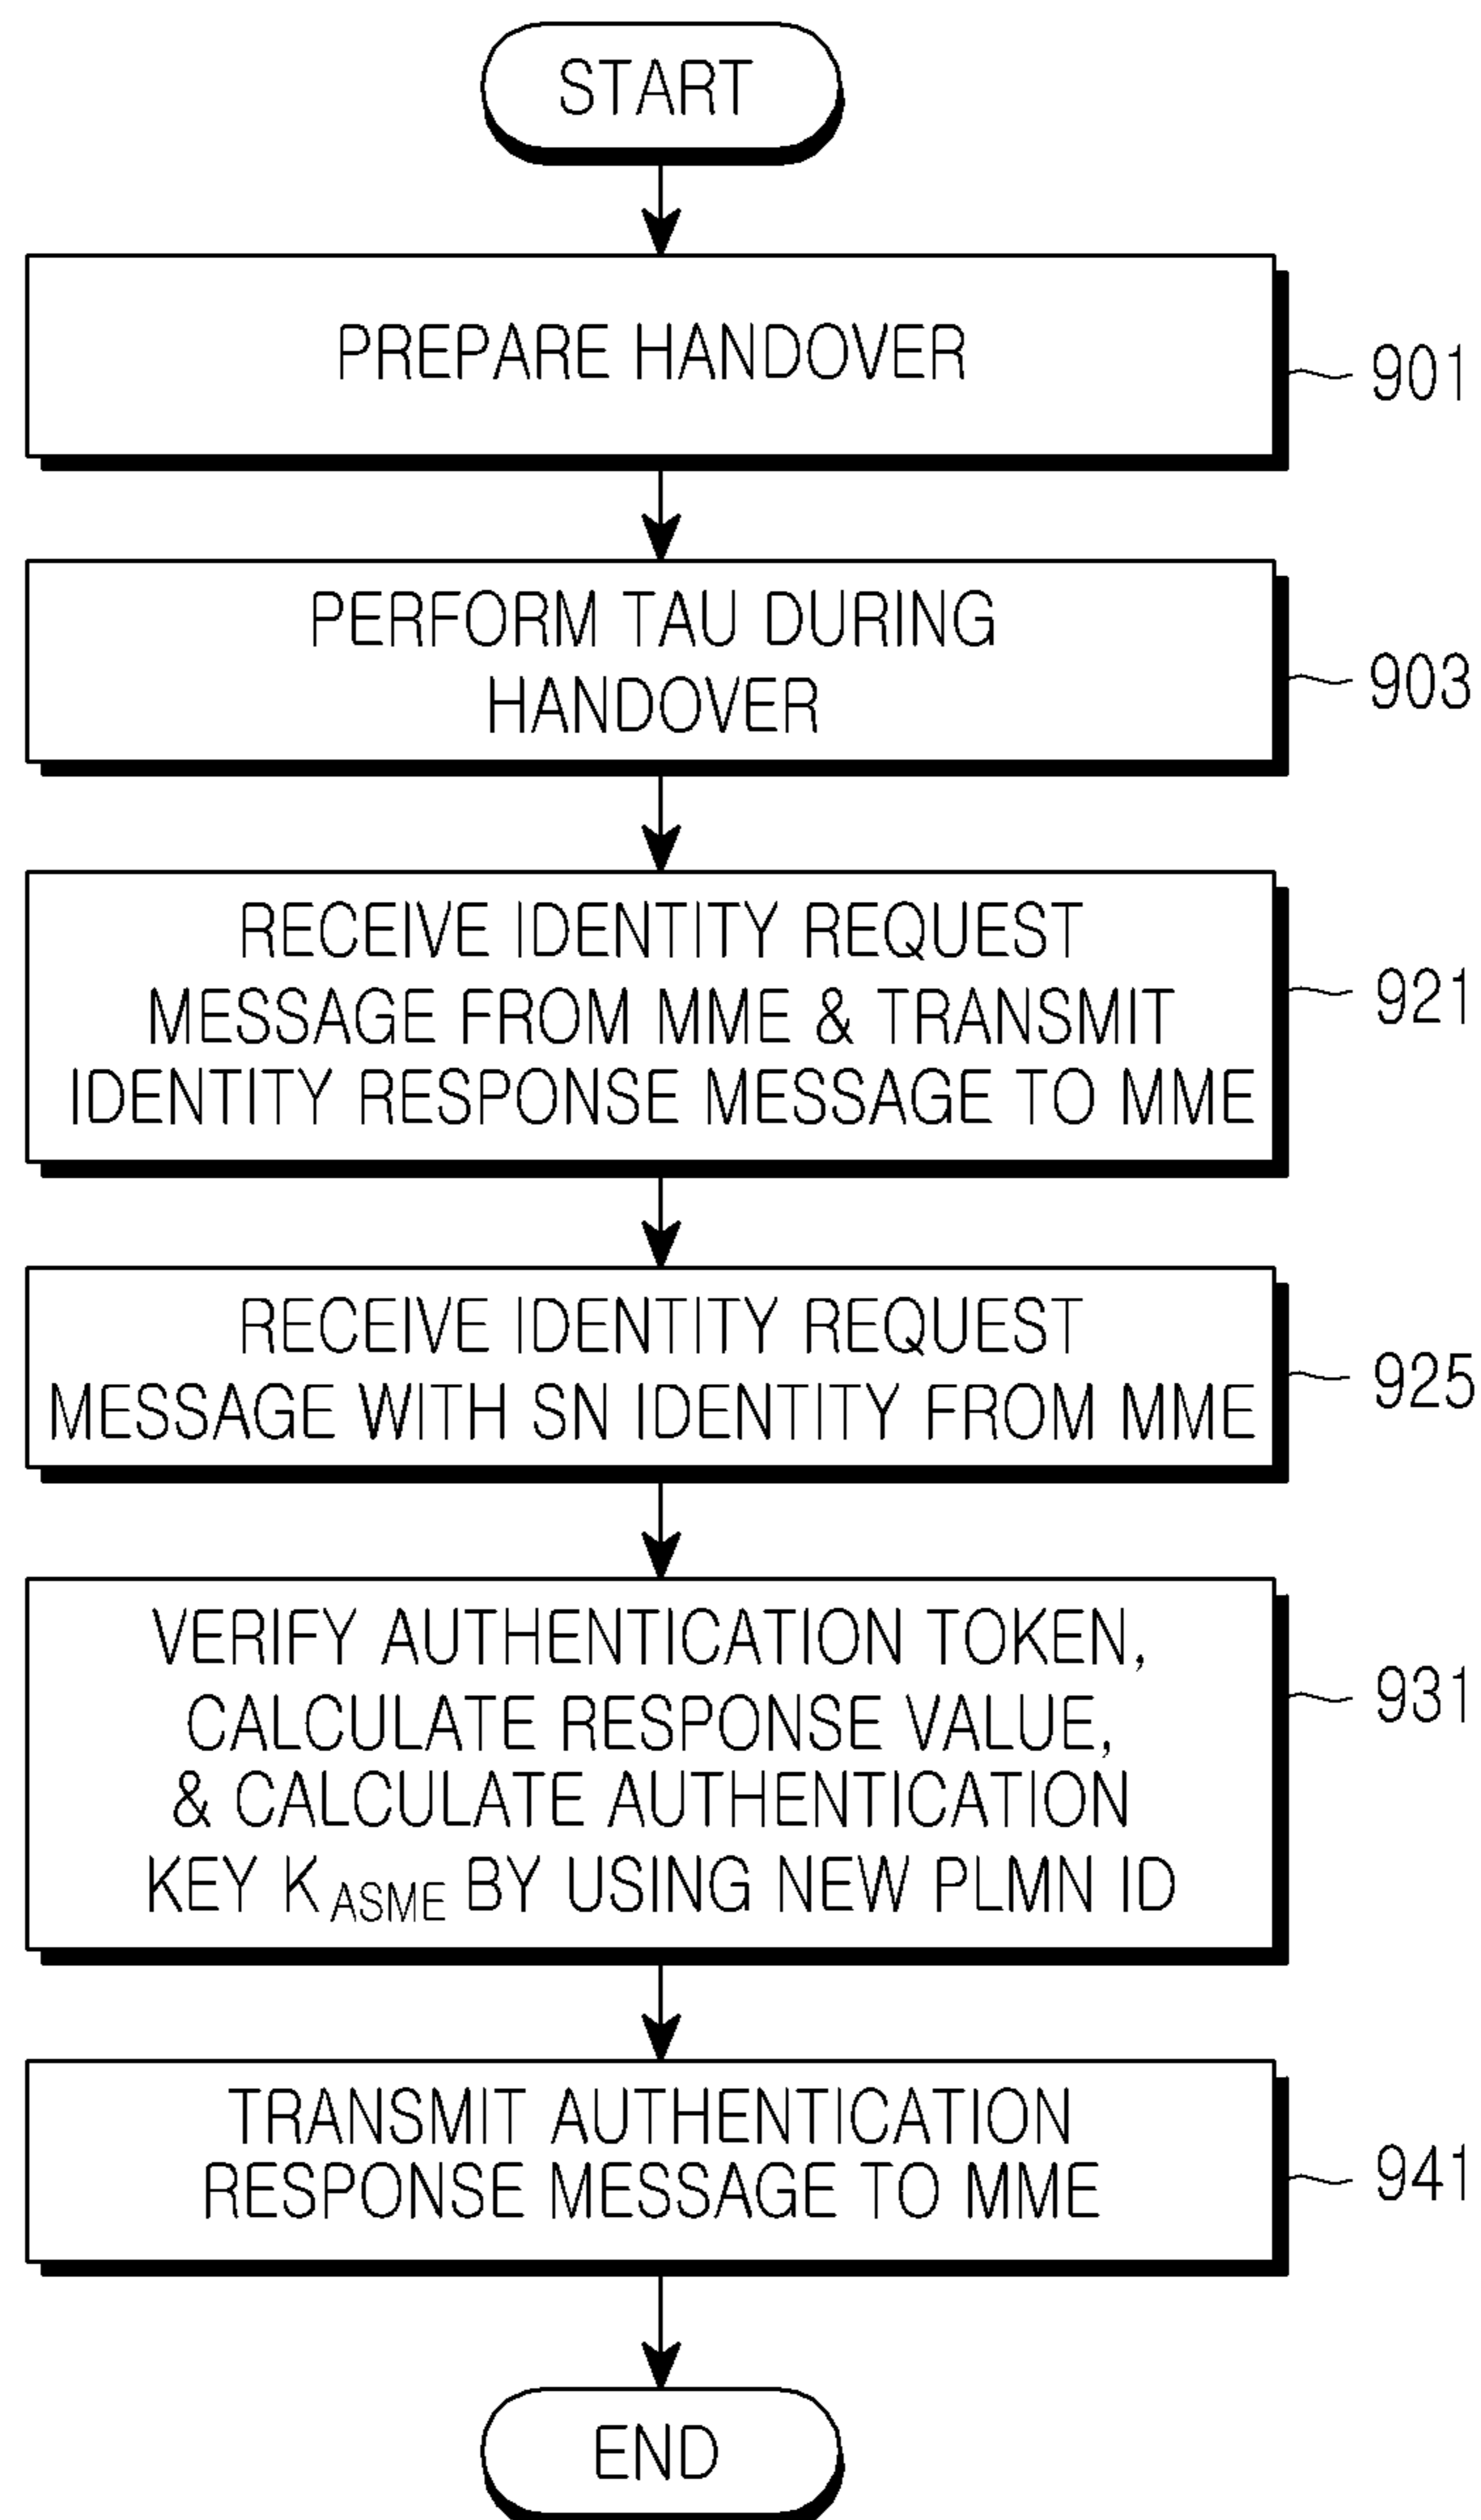 START
PREPARE HANDOVER
901
PERFORM TAU DURING
HANDOVER
903
RECEIVE IDENTITY REQUEST
MESSAGE FROM MME & TRANSMIT
IDENTITY RESPONSE MESSAGE TO MME
921
RECEIVE IDENTITY REQUEST
MESSAGE WITH SN IDENTITY FROM MME
925
VERIFY AUTHENTICATION TOKEN,
CALCULATE RESPONSE VALUE,
& CALCULATE AUTHENTICATION
KEY K ASME BY USING NEW PLMN ID
931
TRANSMIT AUTHENTICATION
RESPONSE MESSAGE TO MME
941
END